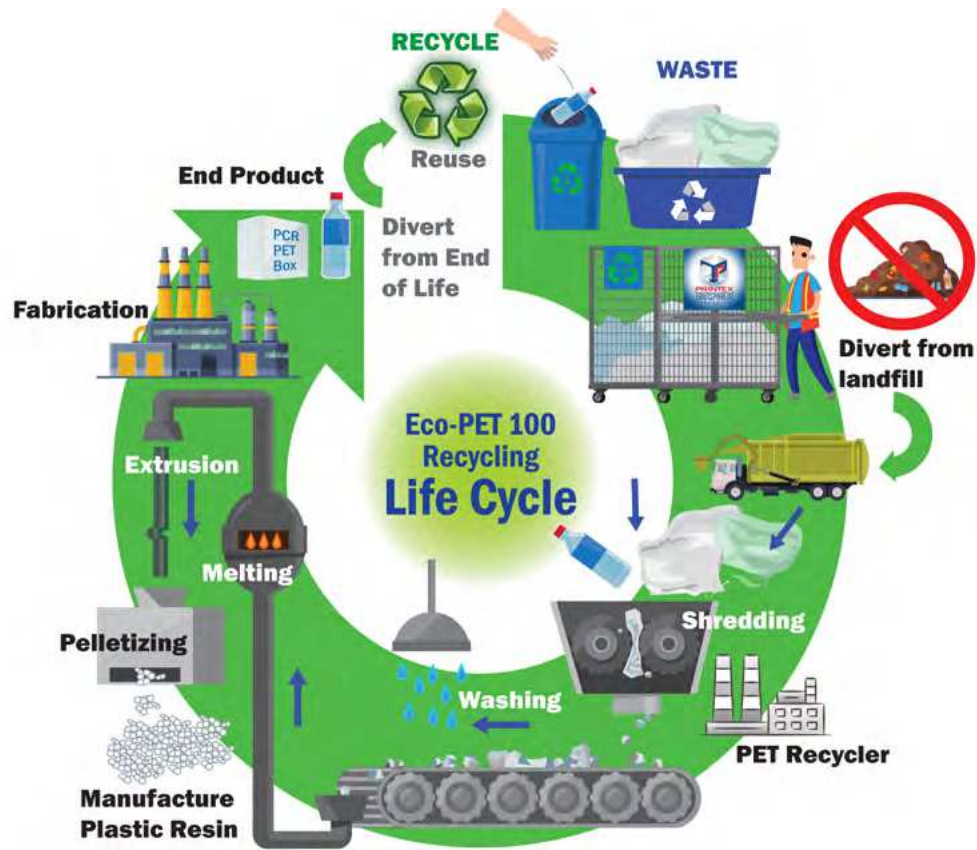 RECYCLE
Reuse
WASTE
End Product
PCR
PET
Box
Divert
from End
of Life
PRINTEX
Fabrication
Divert from
landfill
Eco-PET 100
Recycling
Life Cycle
Extrusion
Melting
Shredding
Pelletizing
Washing
PET Recycler
Manufacture
Plastic Resin